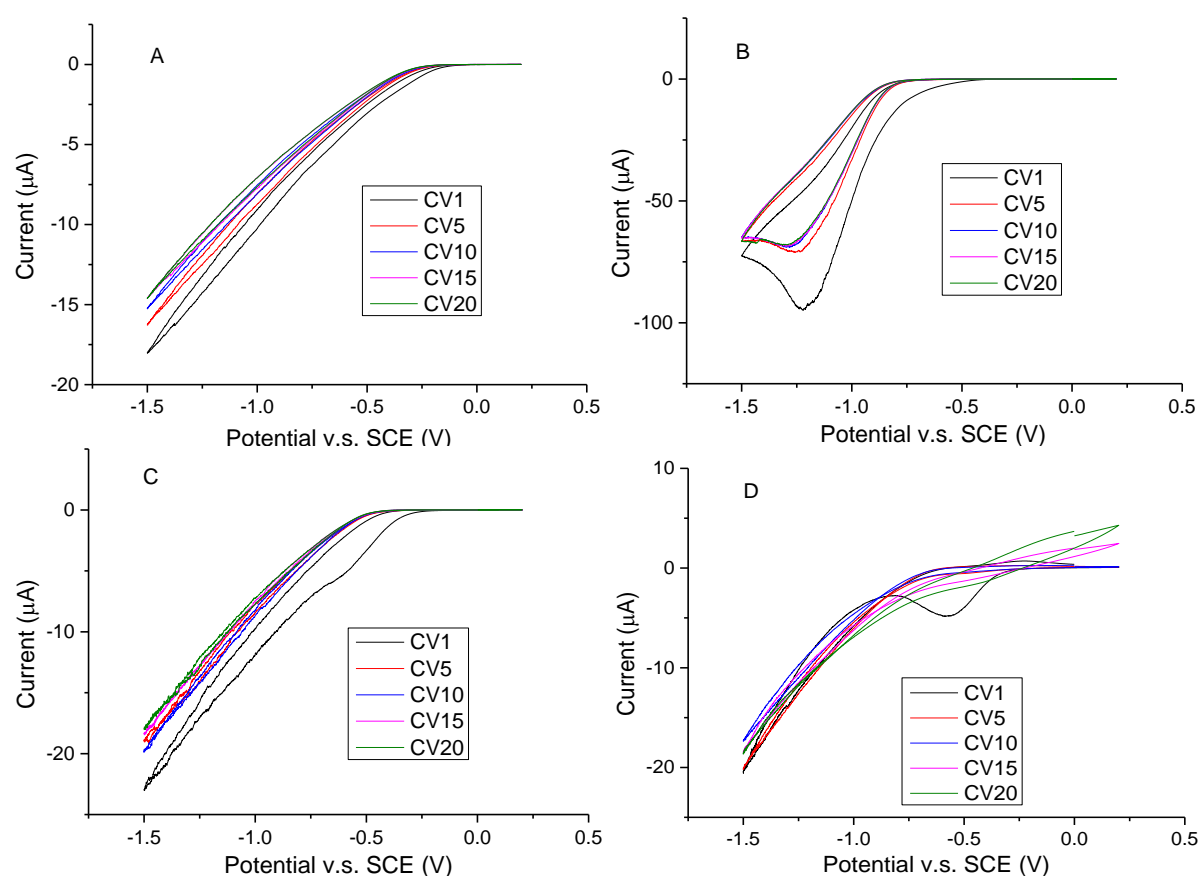 A
0
-5
-10
-15
-20
Current (μA)
CV1
CV5
CV10
CV15
CV20
-1.5 -1.0 -0.5 0.0 0.5
Potential v.s. SCE (V)
B
0
-50
-100
Current (μA)
CV1
CV5
CV10
CV15
CV20
-1.5 -1.0 -0.5 0.0 0.5
Potential v.s. SCE (V)
C
0
-10
-20
Current (μA)
CV1
CV5
CV10
CV15
CV20
-1.5 -1.0 -0.5 0.0 0.5
Potential v.s. SCE (V)
D
10
0
-10
-20
Current (μA)
CV1
CV5
CV10
CV15
CV20
-1.5 -1.0 -0.5 0.0 0.5
Potential v.s. SCE (V)